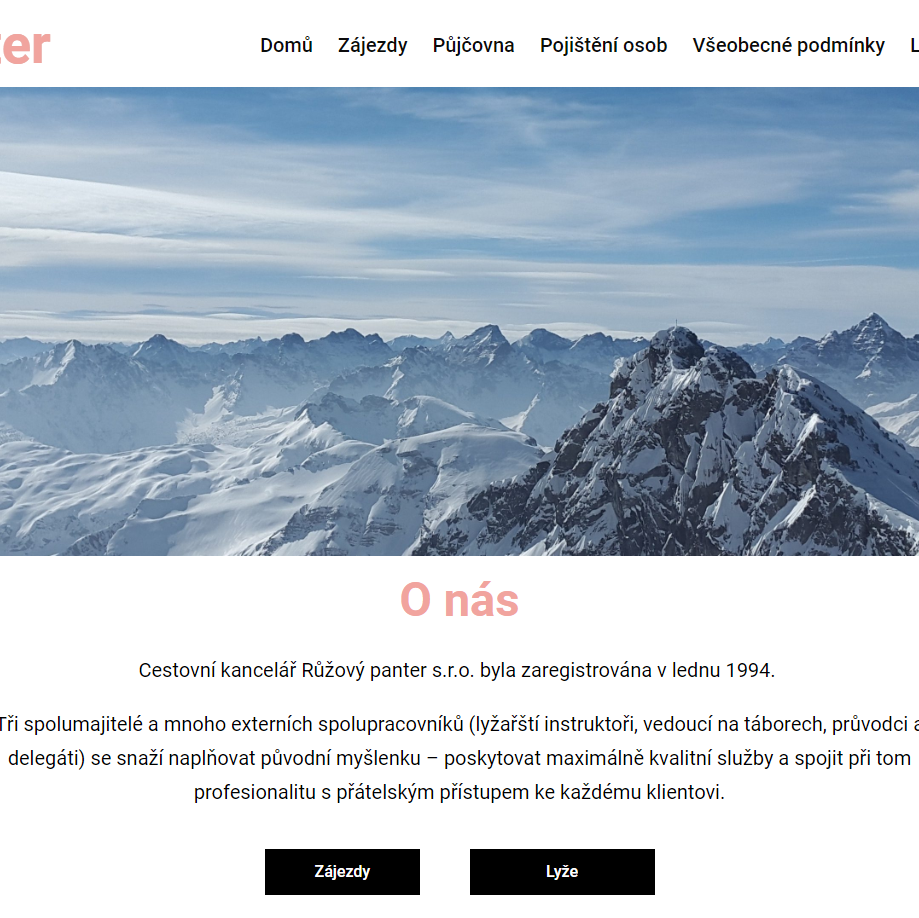 Domů Zájezdy Půjčovna Pojištění osob Všeobecné podmínky
O nás
Cestovní kancelář Růžový panter s.r.o. byla zaregistrována v lednu 1994.
Tři spolumajitelé a mnoho externích spolupracovníků (lyžařští instruktoři, vedoucí na táborech, průvodci a
delegáti) se snaží naplňovat původní myšlenku – poskytovat maximálně kvalitní služby a spojit při tom
profesionalitu s přátelským přístupem ke každému klientovi.
Zájezdy Lyže